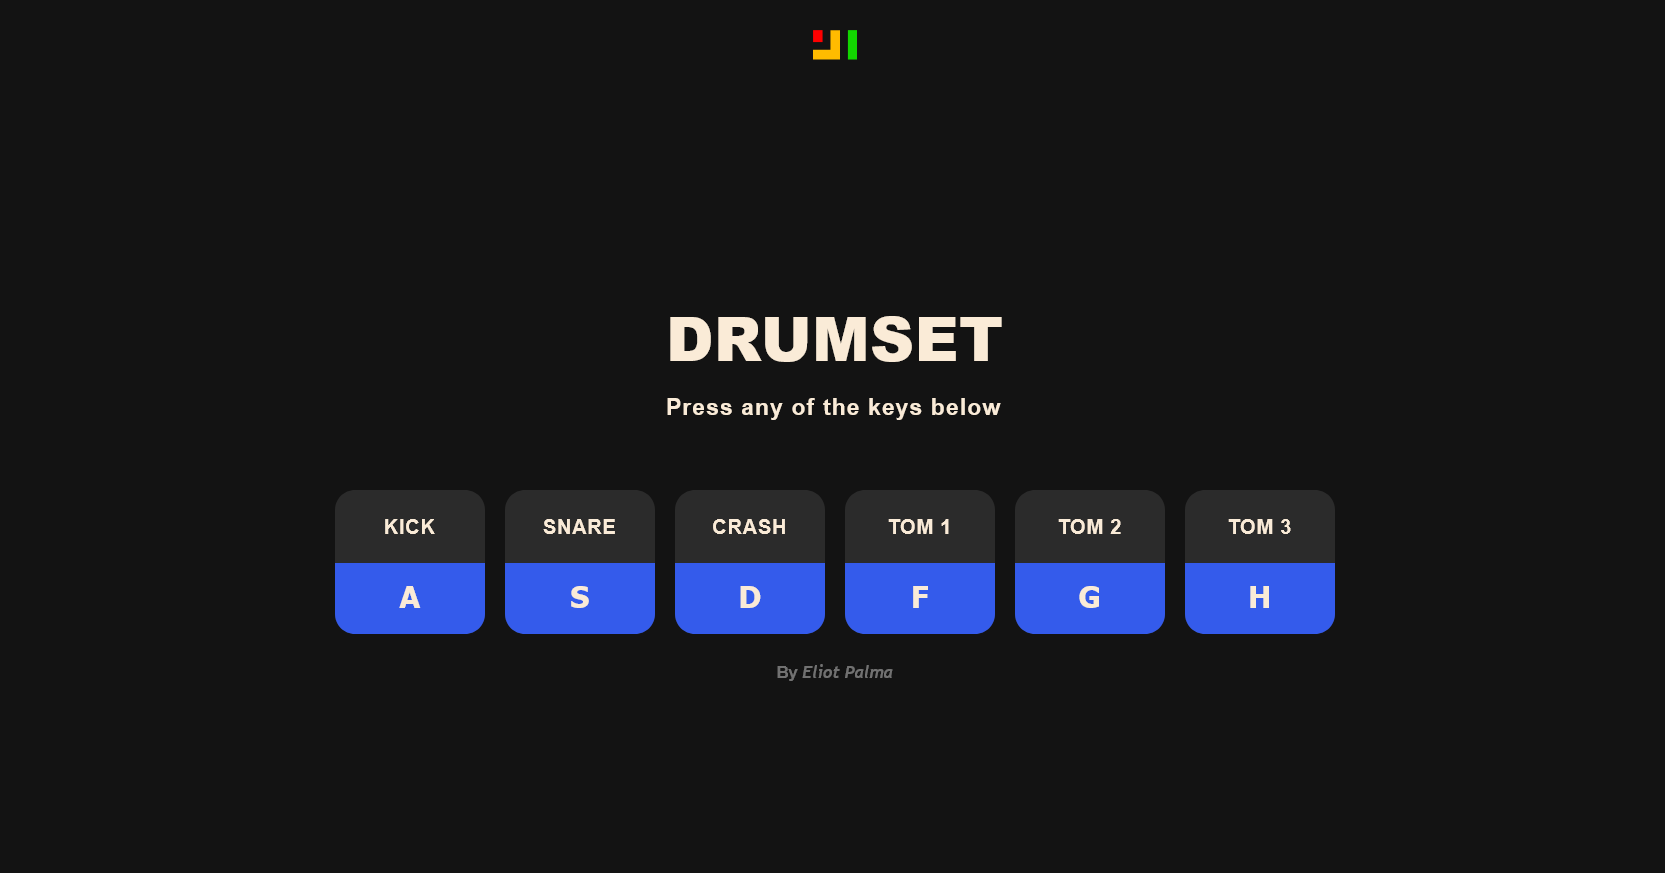 DRUMSET
Press any of the keys below
KICK SNARE CRASH TOM 1 TOM 2 TOM 3
A S D F G H
By Eliot Palma